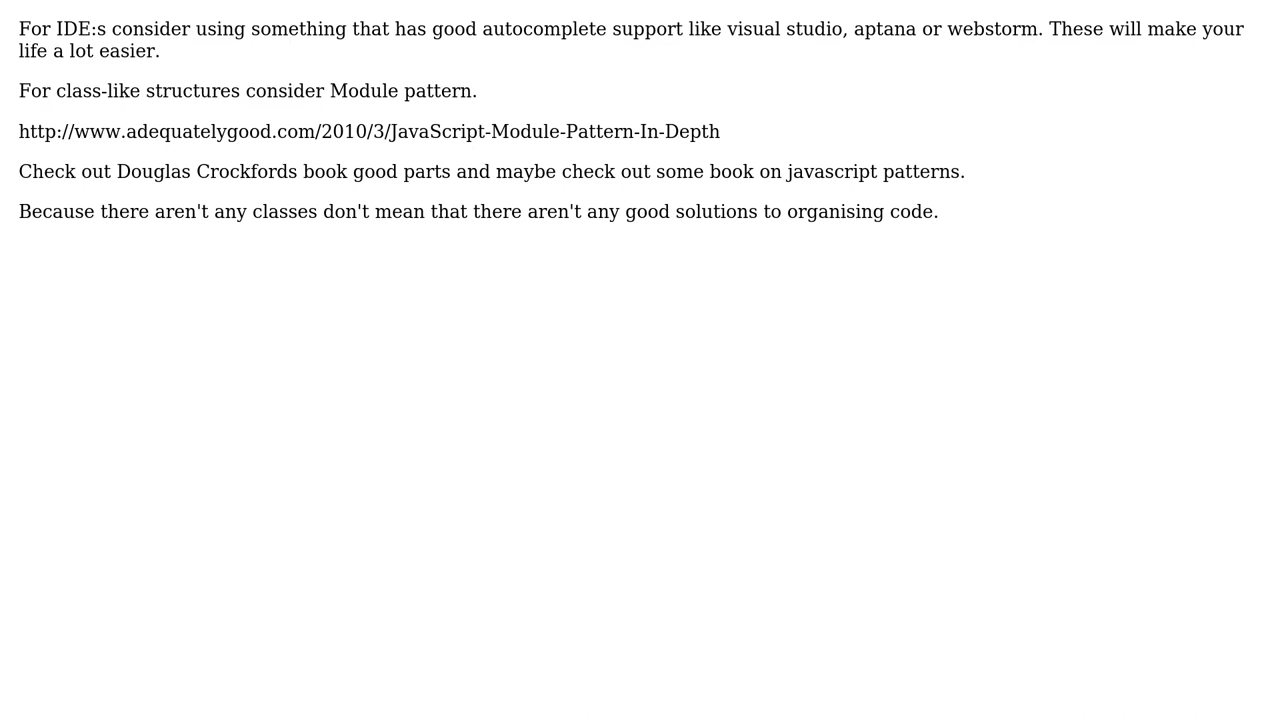 For IDE:s consider using something that has good autocomplete support like visual studio, aptana or webstorm. These will make your
life a lot easier.
For class-like structures consider Module pattern.
http://www.adequatelygood.com/2010/3/JavaScript-Module-Pattern-In-Depth
Check out Douglas Crockfords book good parts and maybe check out some book on javascript patterns.
Because there aren't any classes don't mean that there aren't any good solutions to organising code.